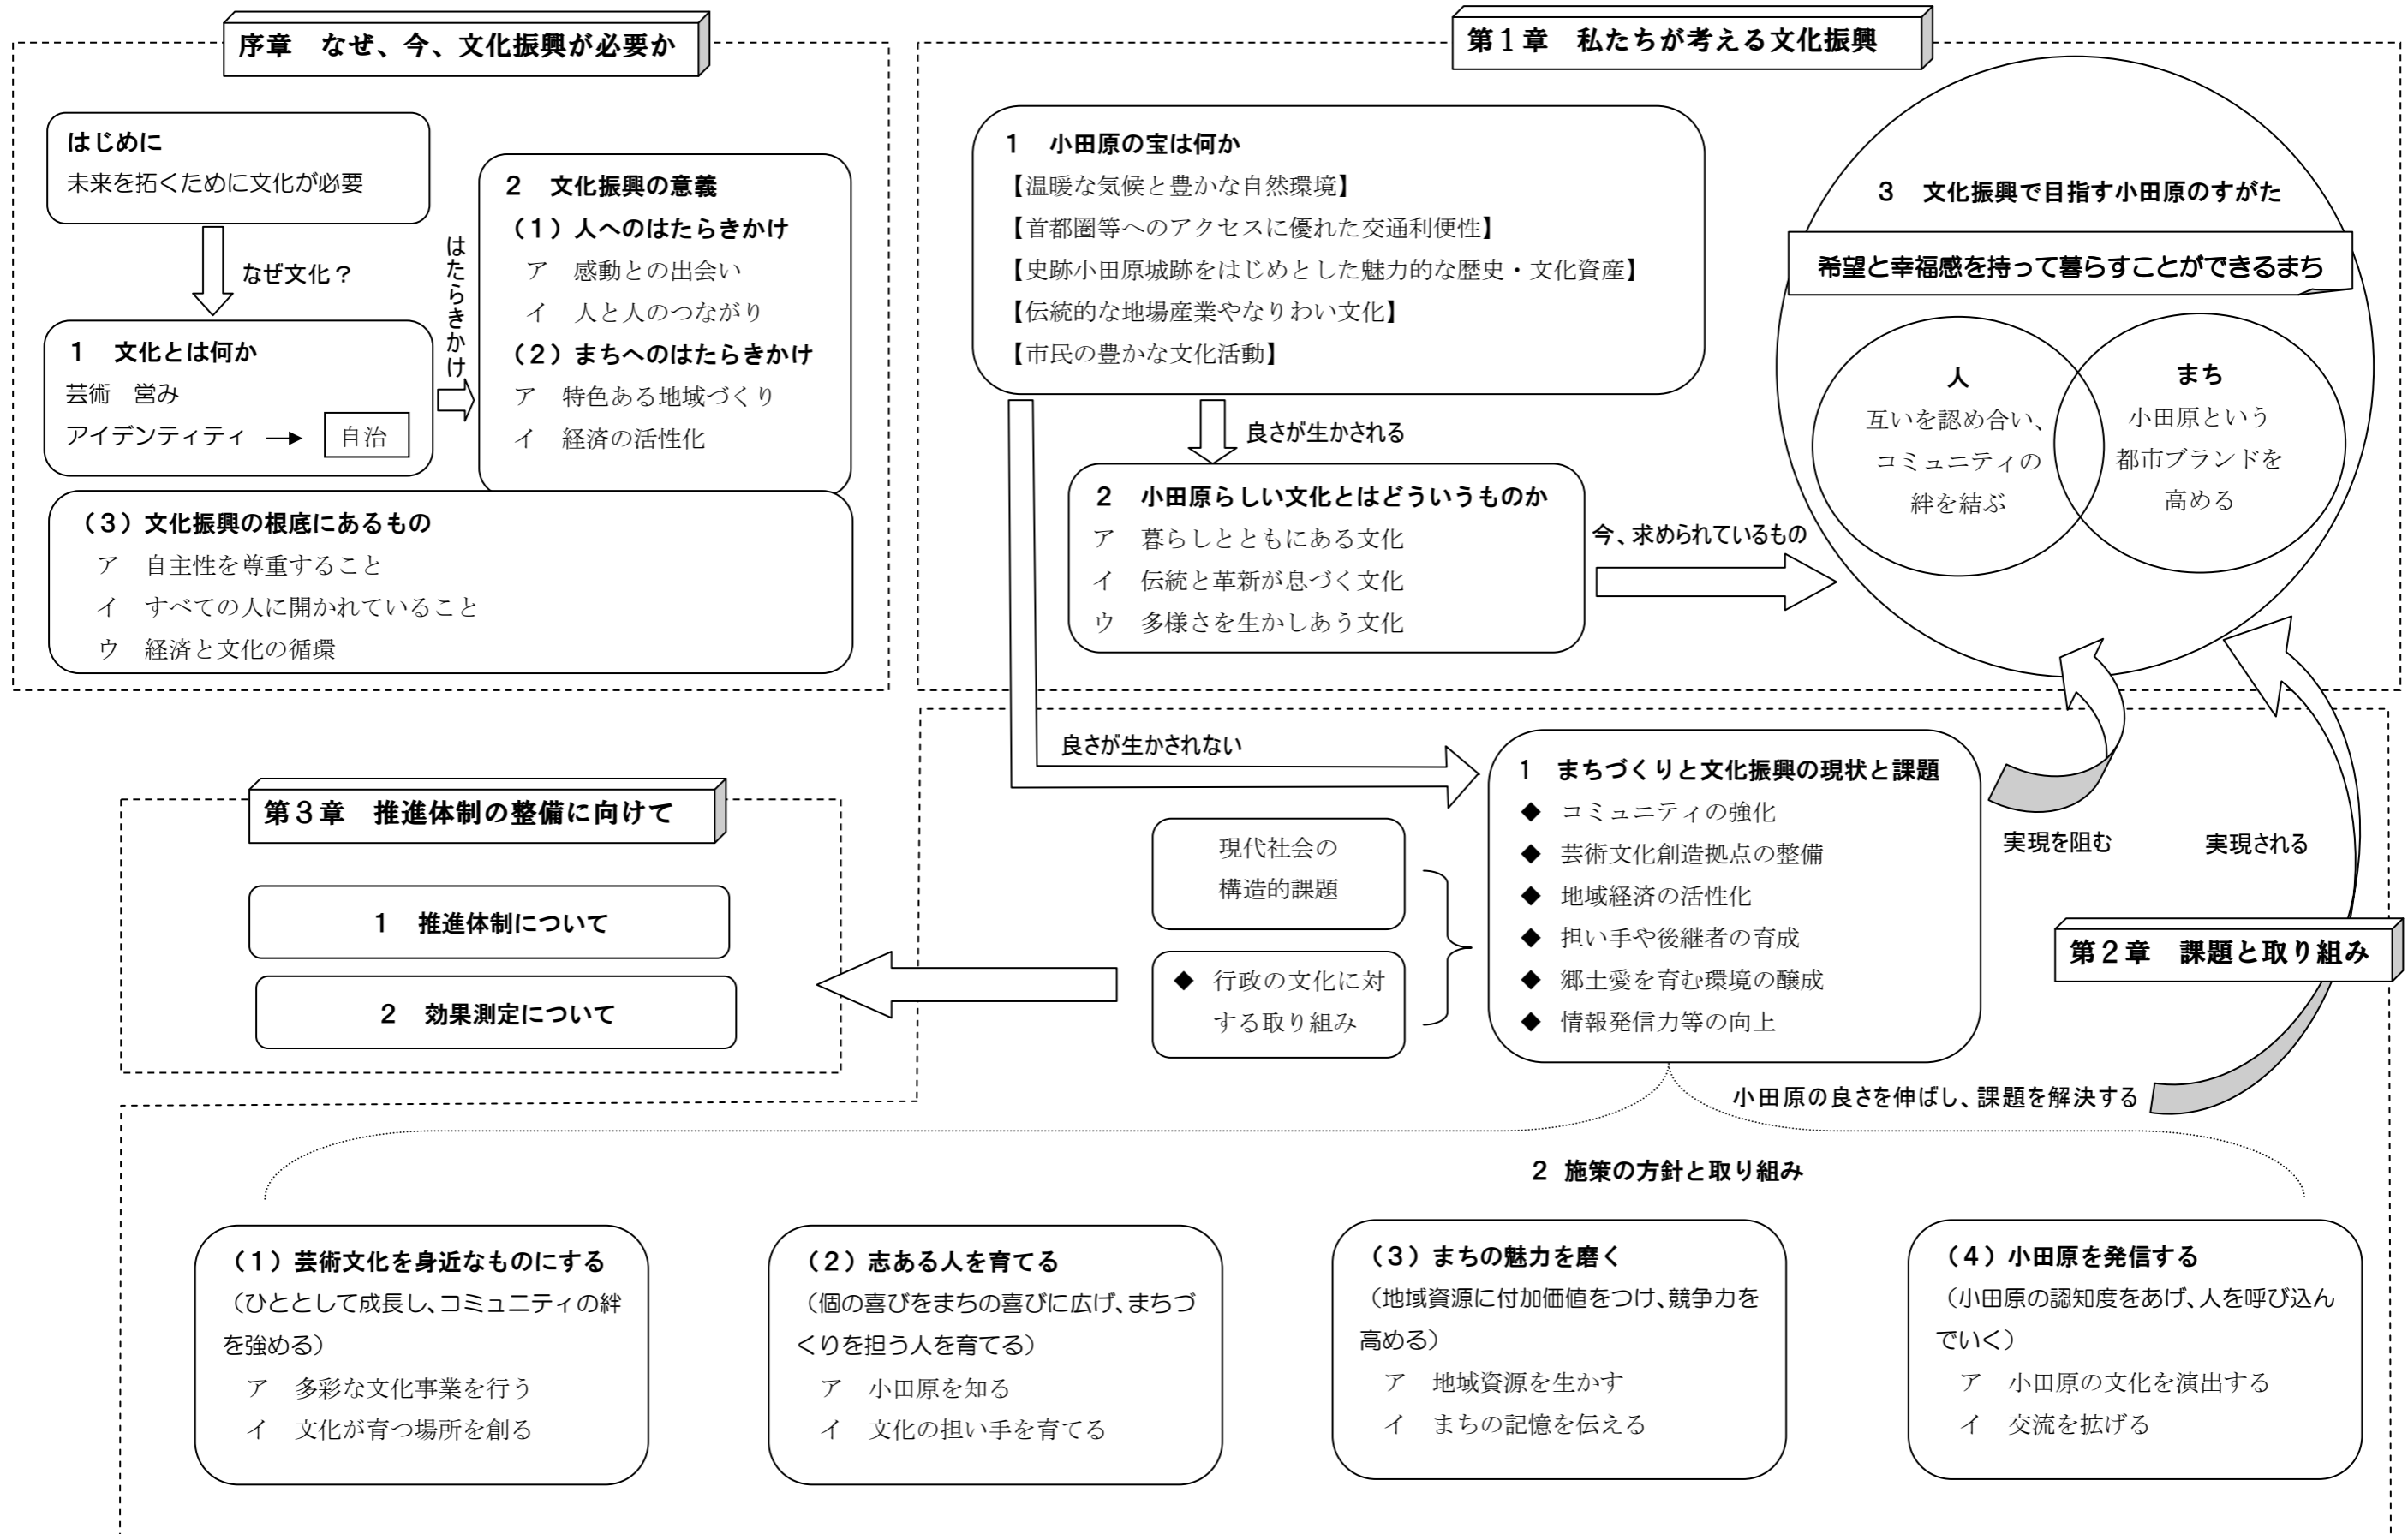 序章　なぜ、今、文化振興が必要か
はじめに
未来を拓くために文化が必要
なぜ文化？
1　文化とは何か
芸術　営み
アイデンティティ
自治
はたらきかけ
2　文化振興の意義
（1）人へのはたらきかけ
ア　感動との出会い
イ　人と人のつながり
（2）まちへのはたらきかけ
ア　特色ある地域づくり
イ　経済の活性化
（3）文化振興の根底にあるもの
ア　自主性を尊重すること
イ　すべての人に開かれていること
ウ　経済と文化の循環
第1章　私たちが考える文化振興
1　小田原の宝は何か
【温暖な気候と豊かな自然環境】
【首都圏等へのアクセスに優れた交通利便性】
【史跡小田原城跡をはじめとした魅力的な歴史・文化資産】
【伝統的な地場産業やなりわい文化】
【市民の豊かな文化活動】
良さが生かされる
2　小田原らしい文化とはどういうものか
ア　暮らしとともにある文化
イ　伝統と革新が息づく文化
ウ　多様さを生かしあう文化
今、求められているもの
3　文化振興で目指す小田原のすがた
希望と幸福感を持って暮らすことができるまち
人
互いを認め合い、
コミュニティの
絆を結ぶ
まち
小田原という
都市ブランドを
高める
良さが生かされない
1　まちづくりと文化振興の現状と課題
◆　コミュニティの強化
◆　芸術文化創造拠点の整備
◆　地域経済の活性化
◆　担い手や後継者の育成
◆　郷土愛を育む環境の醸成
◆　情報発信力等の向上
現代社会の
構造的課題
◆　行政の文化に対
する取り組み
実現を阻む
実現される
第2章　課題と取り組み
小田原の良さを伸ばし、課題を解決する
第3章　推進体制の整備に向けて
1　推進体制について
2　効果測定について
2 施策の方針と取り組み
（1）芸術文化を身近なものにする
（ひととして成長し、コミュニティの絆
を強める）
ア　多彩な文化事業を行う
イ　文化が育つ場所を創る
（2）志ある人を育てる
（個の喜びをまちの喜びに広げ、まちづ
くりを担う人を育てる）
ア　小田原を知る
イ　文化の担い手を育てる
（3）まちの魅力を磨く
（地域資源に付加価値をつけ、競争力を
高める）
ア　地域資源を生かす
イ　まちの記憶を伝える
（4）小田原を発信する
（小田原の認知度をあげ、人を呼び込ん
でいく）
ア　小田原の文化を演出する
イ　交流を拡げる